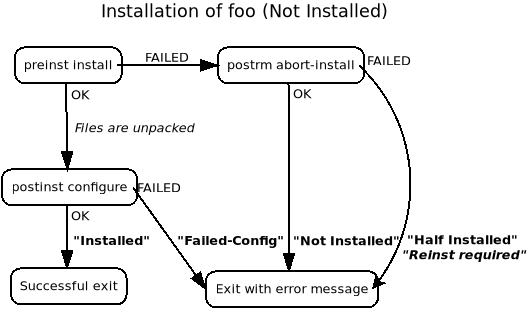 Installation of foo (Not Installed)
preinst install
FAILED
postrm abort-install
FAILED
OK
OK
Files are unpacked
postinst configure
FAILED
OK
"Installed"
"Failed-Config"
"Not Installed"
"Half Installed"
"Reinst required"
Successful exit
Exit with error message